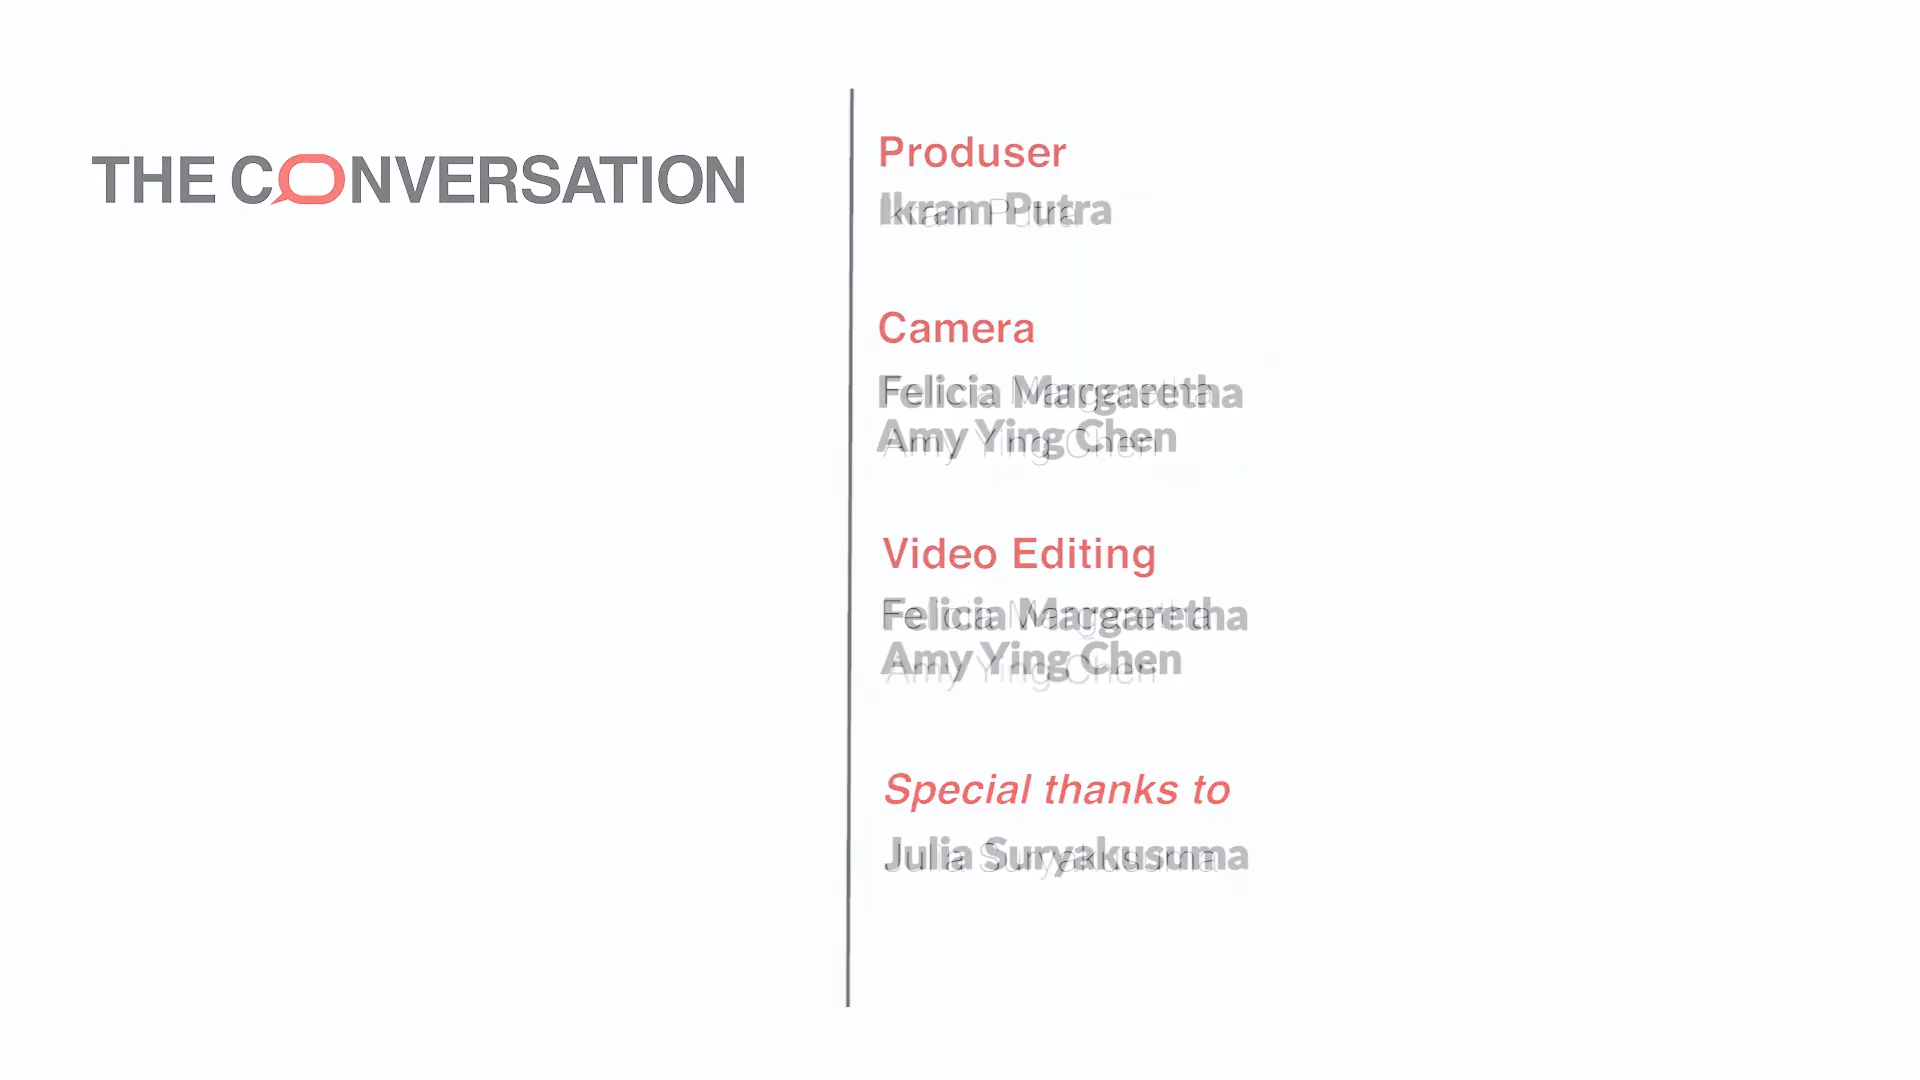 THE CONVERSATION
Produser
Ikram Putra
Camera
Felicia Margaretha
Amy Ying Chen
Video Editing
Felicia Margaretha
Amy Ying Chen
Special thanks to
Julia Suryakusuma